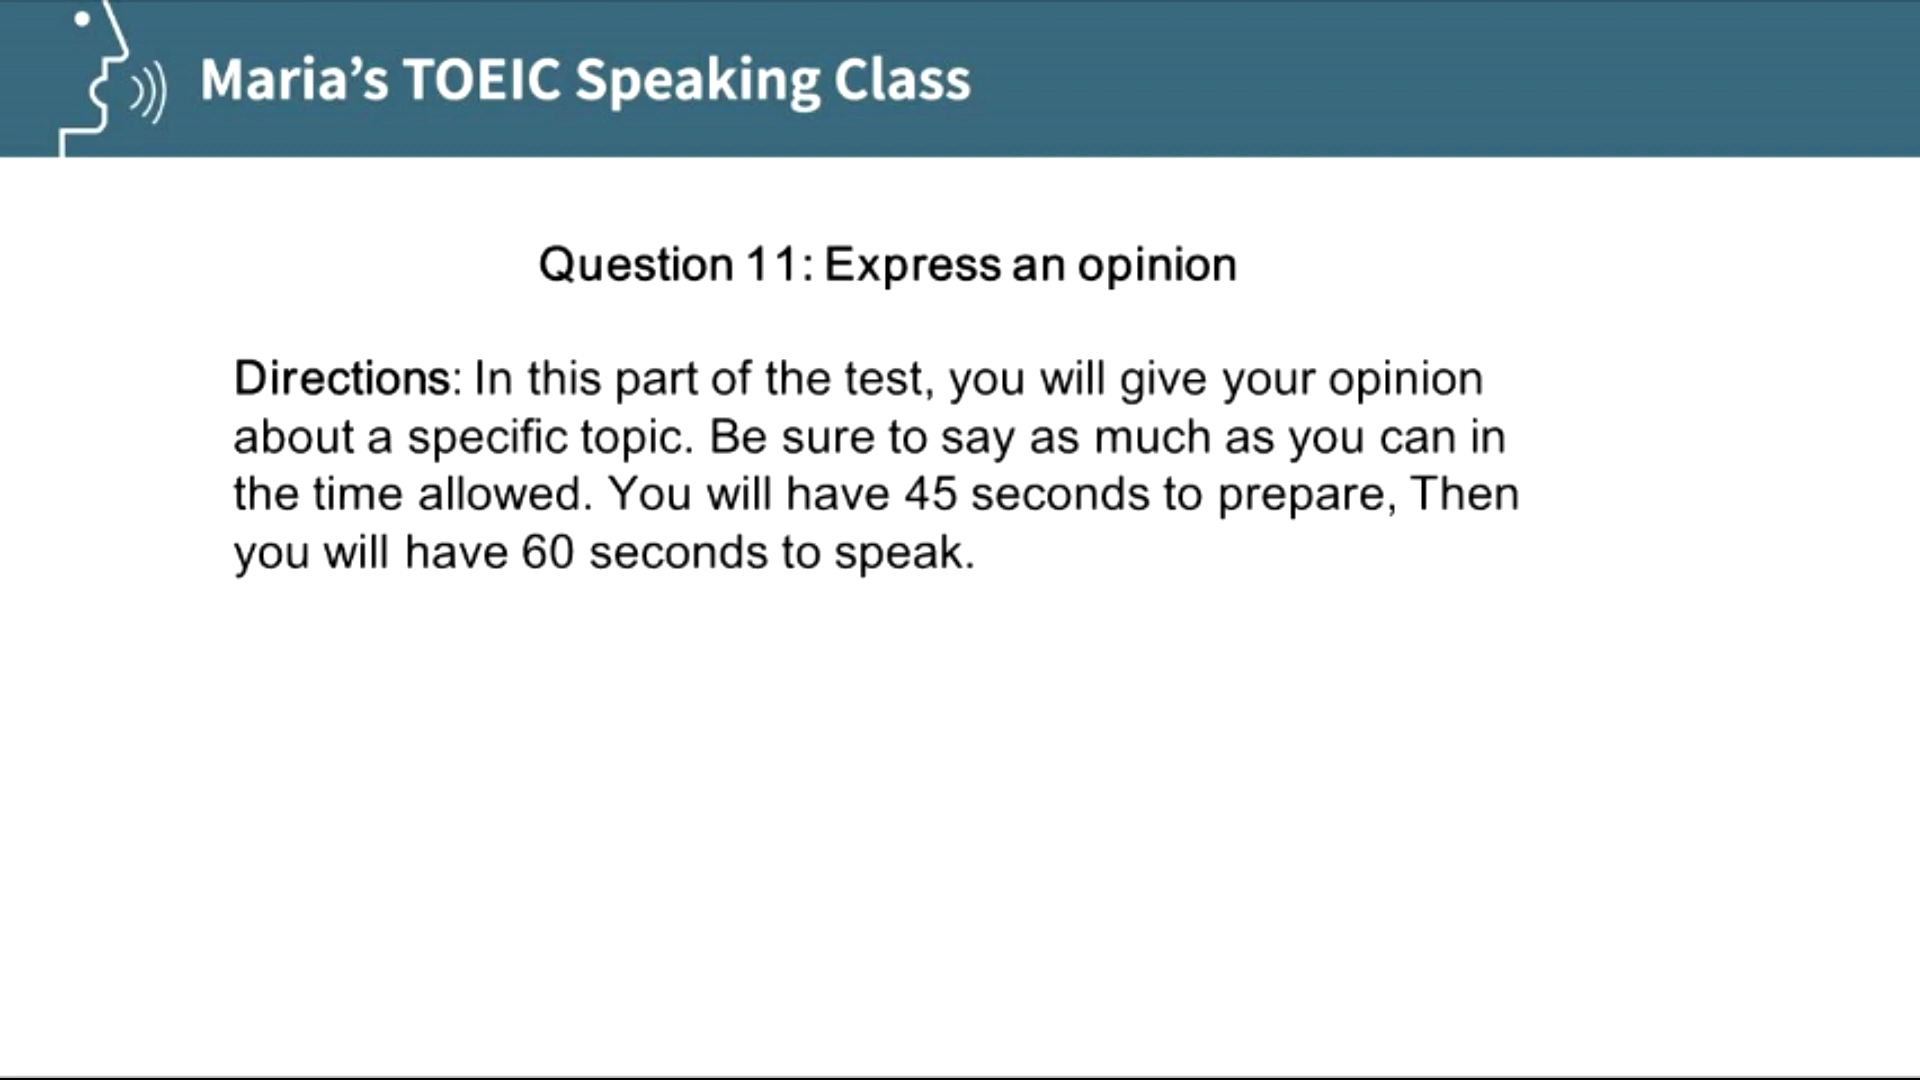 Maria’s TOEIC Speaking Class
Question 11: Express an opinion
Directions: In this part of the test, you will give your opinion
about a specific topic. Be sure to say as much as you can in
the time allowed. You will have 45 seconds to prepare, Then
you will have 60 seconds to speak.